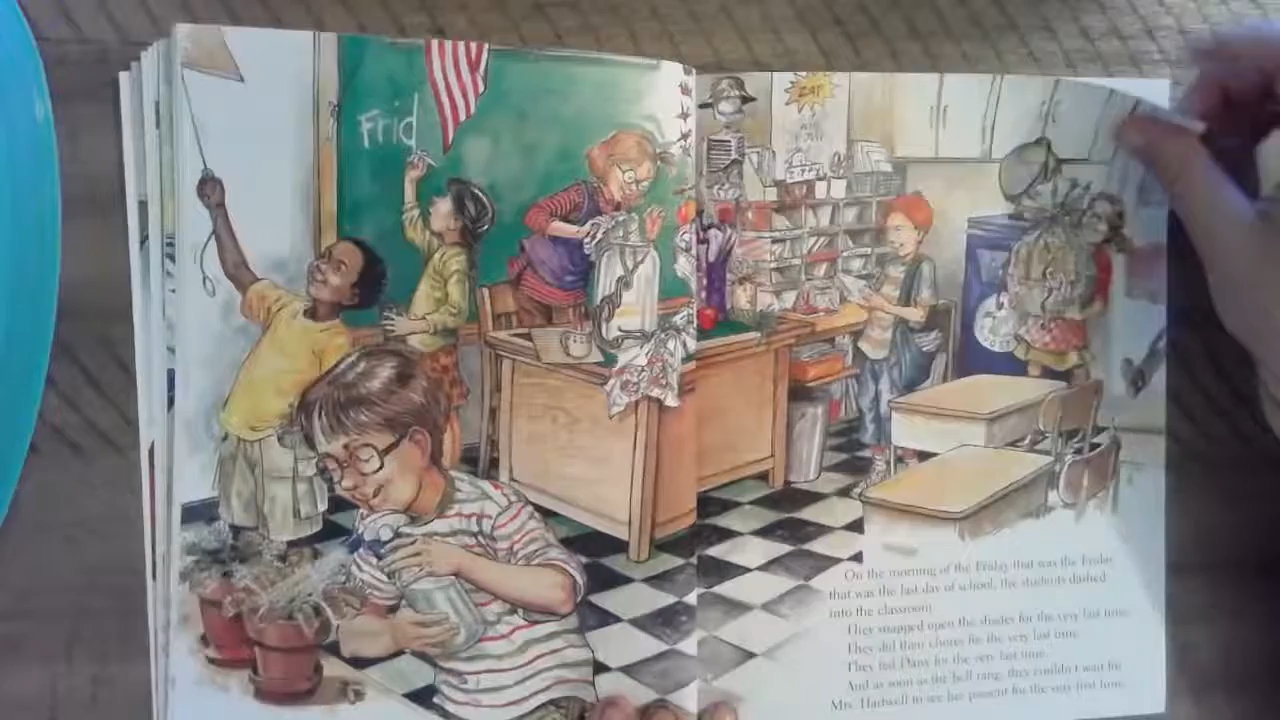 Frid
ZAP
On the morning of the Friday that was the Friday
that was the last day of school, the students dashed
into the classroom.
They snapped open the shades for the very last time.
They did their chores for the very last time.
They fed Dawn for the very last time.
And as soon as the bell rang, they couldn't wait for
Mrs. Hartwell to see her present for the very first time.